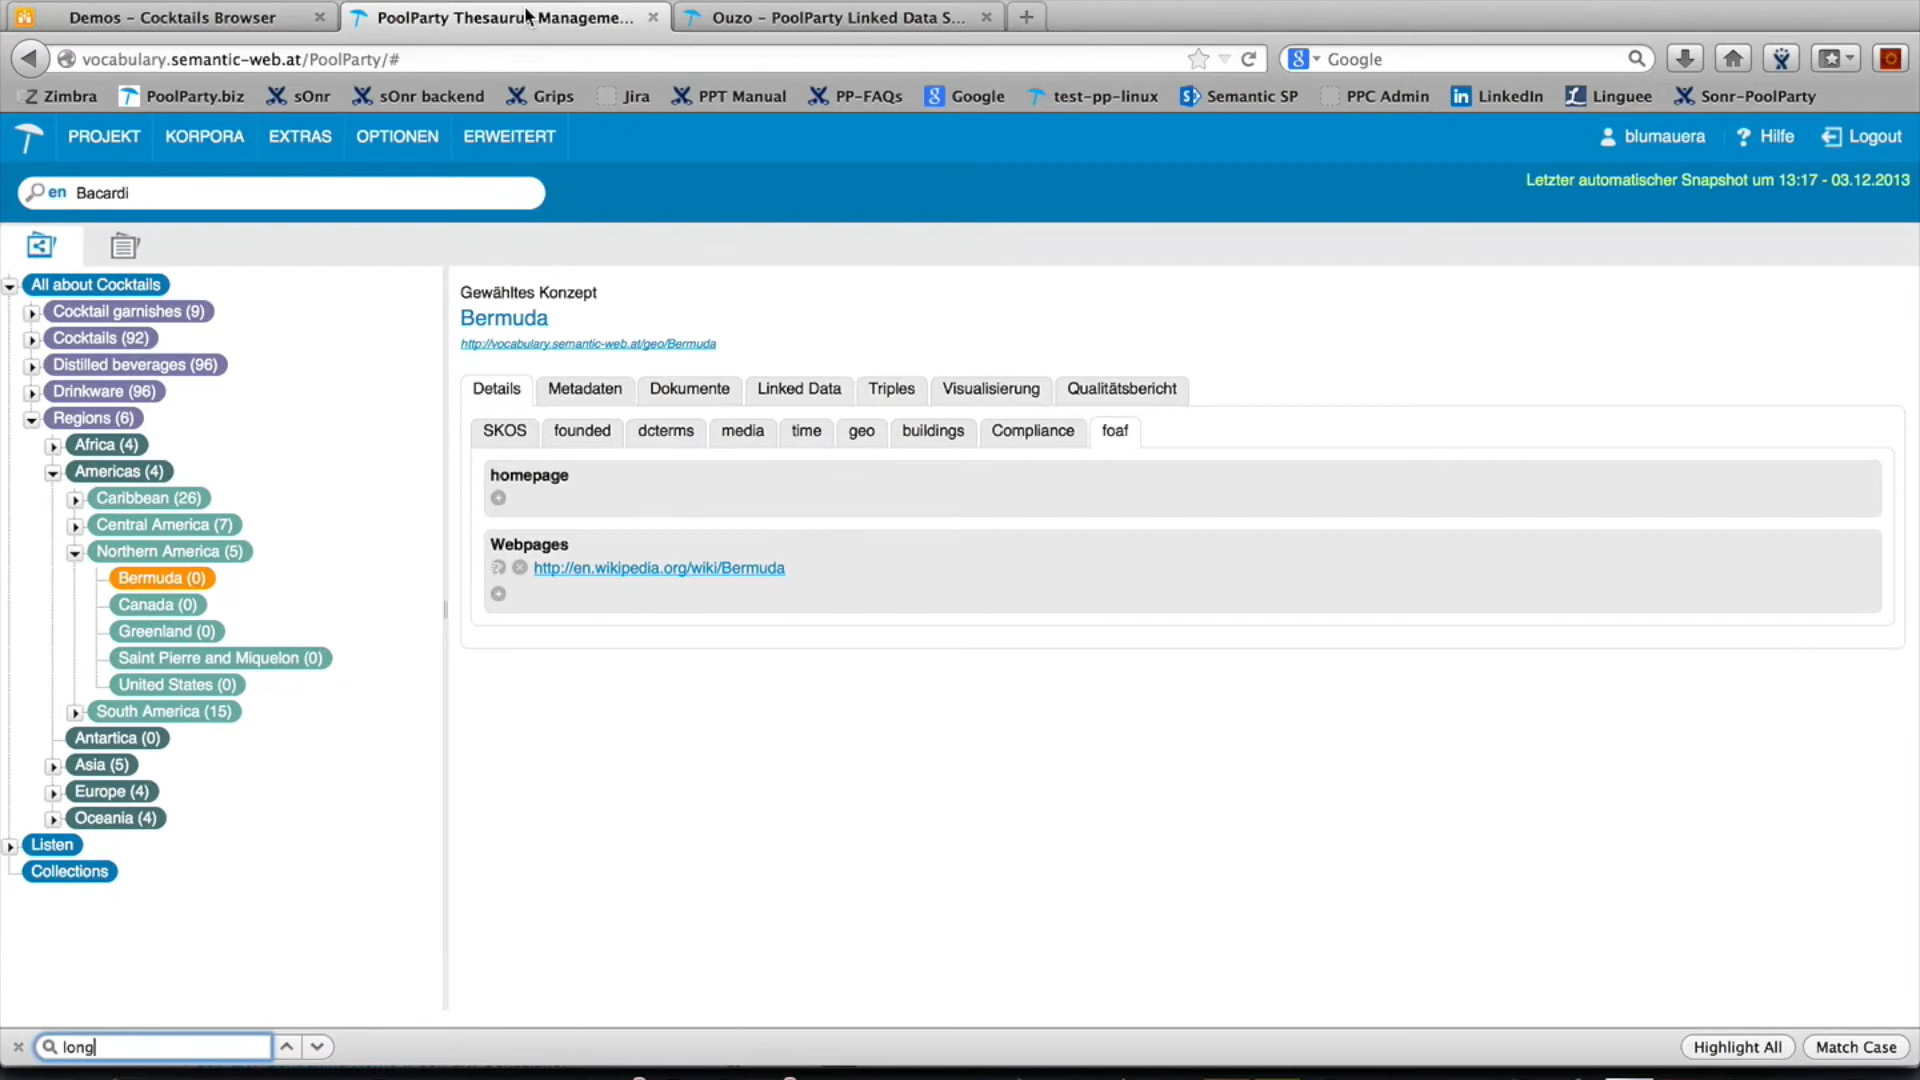 Demos – Cocktails Browser
PoolParty Thesaurus Manageme...
Ouzo – PoolParty Linked Data S...
vocabulary.semantic-web.at/PoolParty/#
Google
Zimbra PoolParty.biz sOnr sOnr backend Grips Jira PPT Manual PP-FAQs Google test-pp-linux Semantic SP PPC Admin LinkedIn Linguee Sonr-PoolParty
PROJEKT KORPORA EXTRAS OPTIONEN ERWEITERT
blumauera ? Hilfe Logout
en Bacardi
Letzter automatischer Snapshot um 13:17 - 03.12.2013
All about Cocktails
Cocktail garnishes (9)
Cocktails (92)
Distilled beverages (96)
Drinkware (96)
Regions (6)
Africa (4)
Americas (4)
Caribbean (26)
Central America (7)
Northern America (5)
Bermuda (0)
Canada (0)
Greenland (0)
Saint Pierre and Miquelon (0)
United States (0)
South America (15)
Antartica (0)
Asia (5)
Europe (4)
Oceania (4)
Listen
Collections
Gewähltes Konzept
Bermuda
http://vocabulary.semantic-web.at/geo/Bermuda
Details Metadaten Dokumente Linked Data Triples Visualisierung Qualitätsbericht
SKOS founded dcterms media time geo buildings Compliance foaf
homepage
Webpages
http://en.wikipedia.org/wiki/Bermuda
long
Highlight All Match Case